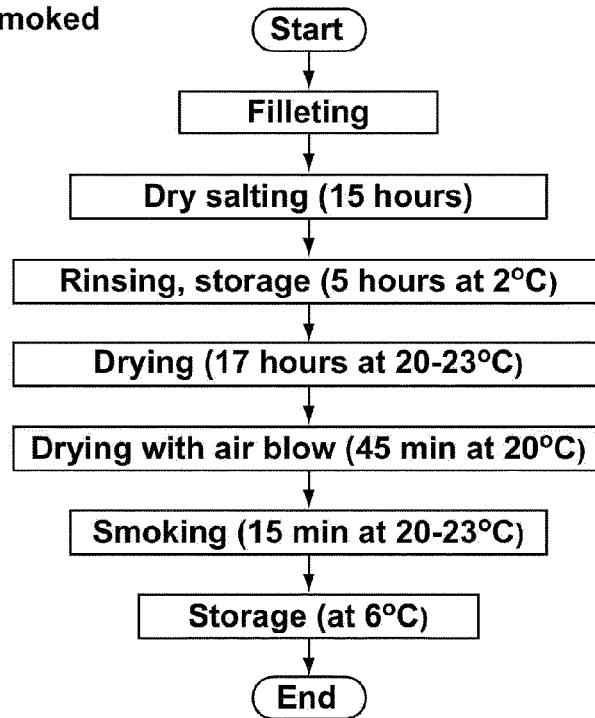 moked
Start
Filleting
Dry salting (15 hours)
Rinsing, storage (5 hours at 2°C)
Drying (17 hours at 20-23°C)
Drying with air blow (45 min at 20°C)
Smoking (15 min at 20-23°C)
Storage (at 6°C)
End